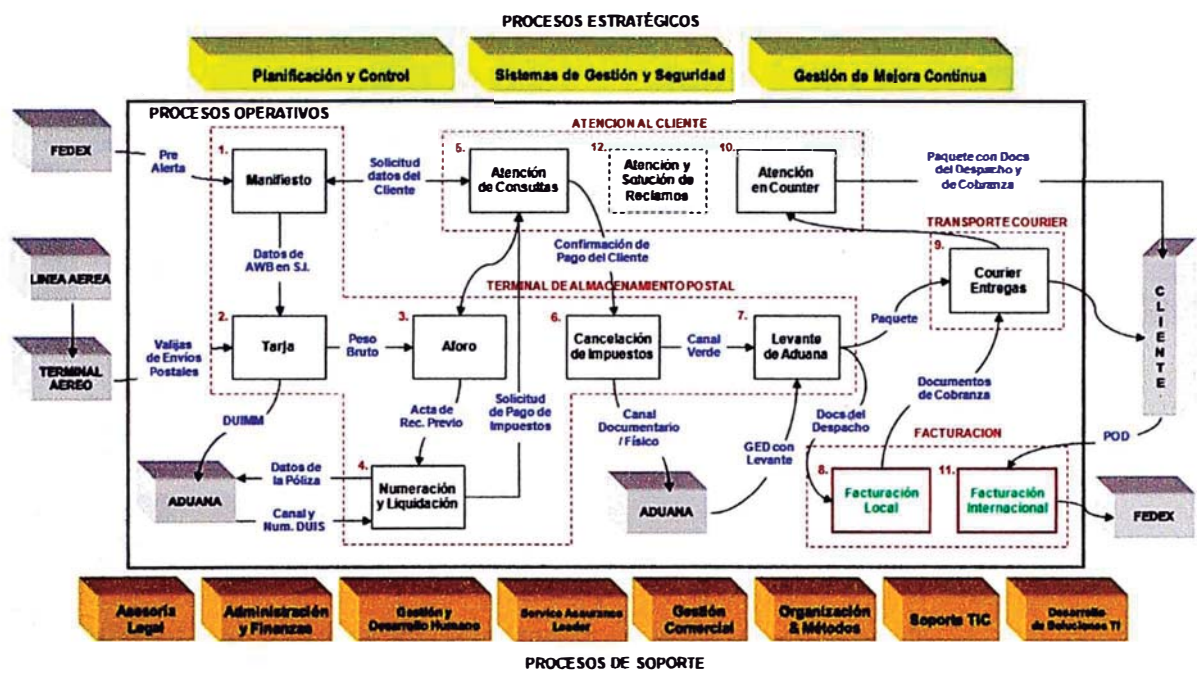 PROCESOS ESTRATÉGICOS
Planificación y Control
Sistemas de Gestión y Seguridad
Gestión de Mejora Continua
PROCESOS OPERATIVOS
ATENCION AL CLIENTE
FEDEX
Pre
Alerta
1.
Manifiesto
Solicitud
datos del
Cliente
5.
Atención
de Consultas
12.
Atención y
Solución de
Reclamos
10.
Atención
en Counter
Paquete con Docs
del Despacho y
de Cobranza
TRANSPORTE COURIER
9.
Courier
Entregas
LINEA AEREA
Datos de
AWB en S.I.
Confirmación de
Pago del Cliente
TERMINAL DE ALMACENAMIENTO POSTAL
CLIENTE
TERMINAL
AEREO
Valijas
de Envíos
Postales
2.
Tarja
Peso
Bruto
3.
Aforo
6.
Cancelación
de Impuestos
Canal
Verde
7.
Levante
de Aduana
Paquete
DUIMM
Acta de
Rec. Previo
Solicitud
de Pago de
Impuestos
Canal
Documentario
/ Físico
GED con
Levante
Docs del
Despacho
Documentos
de Cobranza
FACTURACION
POD
ADUANA
Datos de
la Póliza
Canal y
Num. DUIS
4.
Numeración
y Liquidación
ADUANA
8.
Facturación
Local
11.
Facturación
Internacional
FEDEX
Asesoría
Legal
Administración
y Finanzas
Gestión y
Desarrollo Humano
Service Assurance
Leader
Gestión
Comercial
Organización
& Métodos
Soporte TIC
Desarrollo
de Soluciones TI
PROCESOS DE SOPORTE